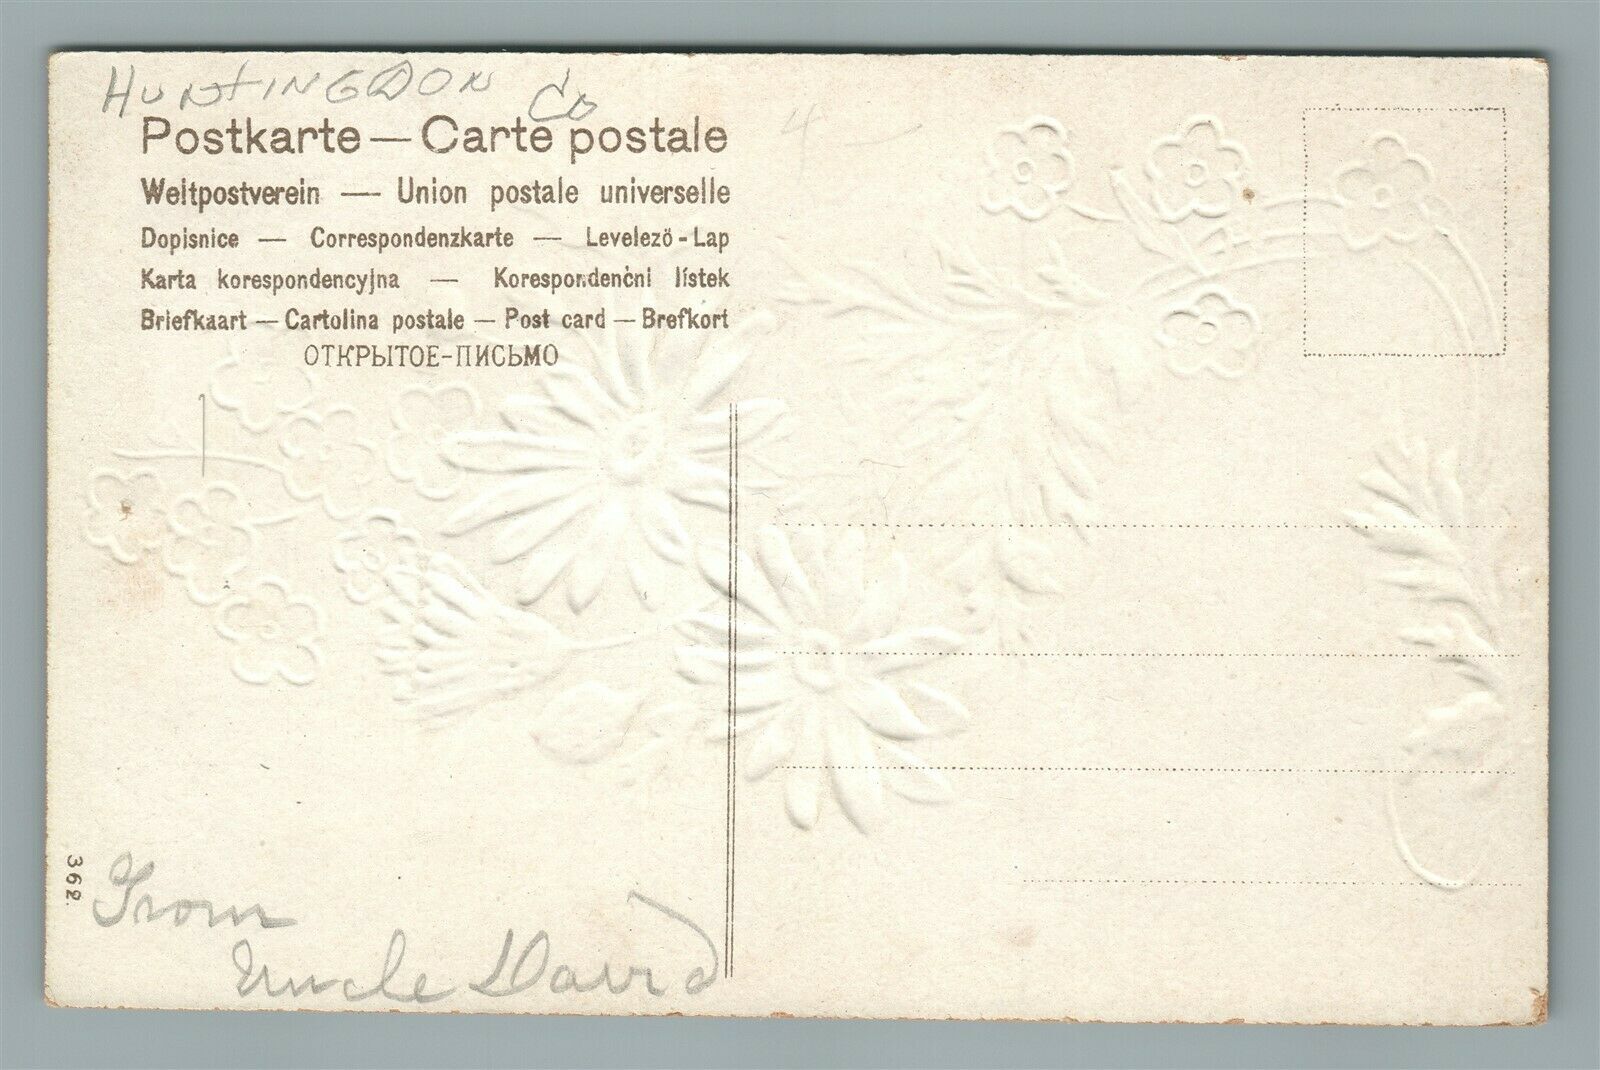 HUNTINGDON Co
Postkarte — Carte postale
Weltpostverein — Union postale universelle
Dopisnice — Correspondenzkarte — Levelezö-Lap
Karta korespondencyjna — Korespondenčni lístek
Briefkaart — Cartolina postale — Post card — Brefkort
ОТКРЫТОЕ-ПИСЬМО
4
362.
From
Uncle David